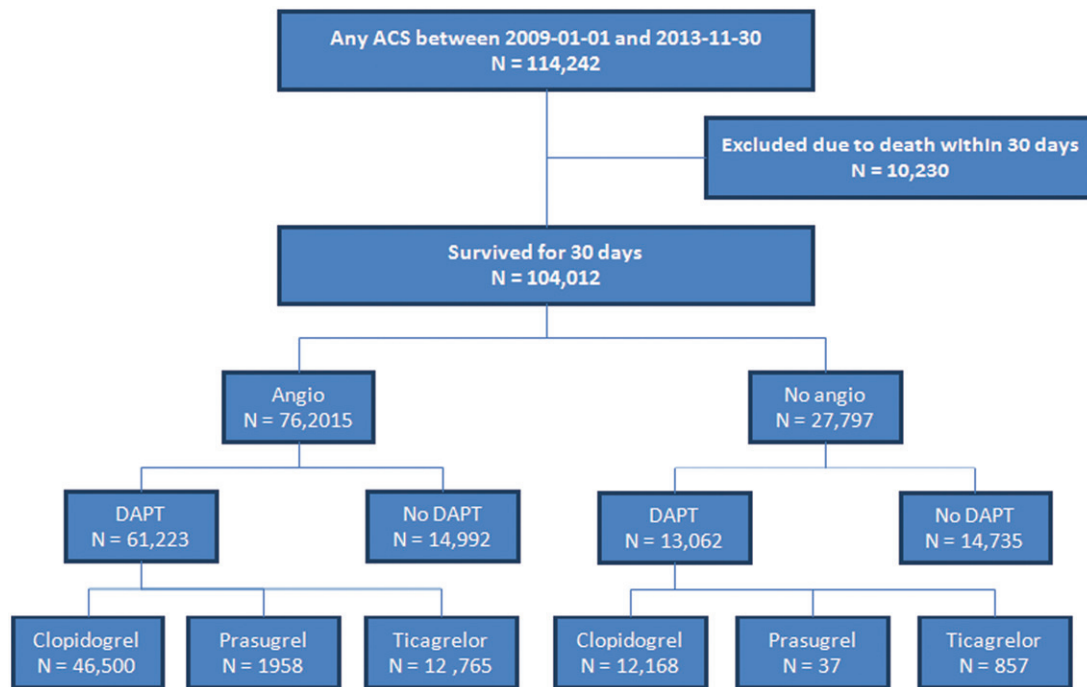 Any ACS between 2009-01-01 and 2013-11-30
N = 114,242
Excluded due to death within 30 days
N = 10,230
Survived for 30 days
N = 104,012
Angio
N = 76,2015
No angio
N = 27,797
DAPT
N = 61,223
No DAPT
N = 14,992
DAPT
N = 13,062
No DAPT
N = 14,735
Clopidogrel
N = 46,500
Prasugrel
N = 1958
Ticagrelor
N = 12 ,765
Clopidogrel
N = 12,168
Prasugrel
N = 37
Ticagrelor
N = 857